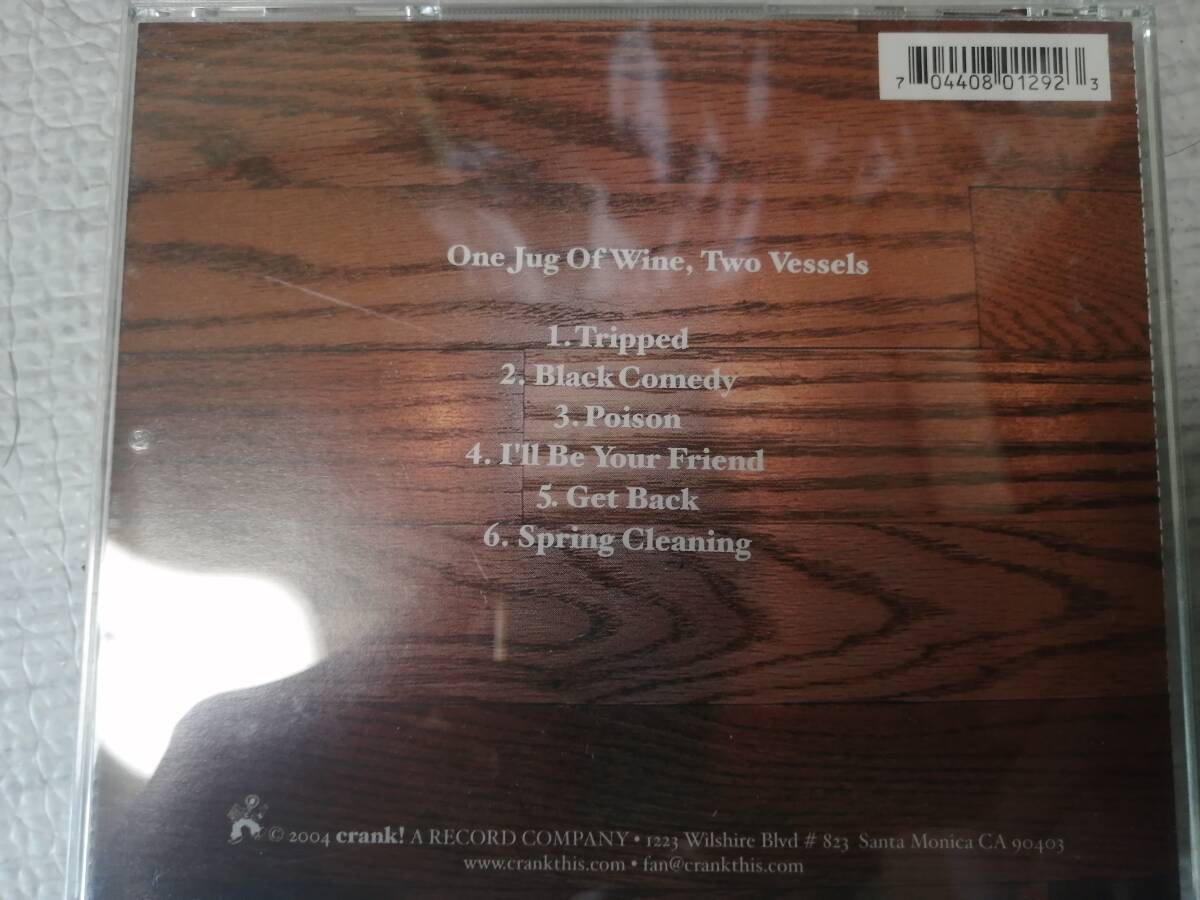 7 04408 01292 3
One Jug Of Wine, Two Vessels
1. Tripped
2. Black Comedy
3. Poison
4. I'll Be Your Friend
5. Get Back
6. Spring Cleaning
© 2004 crank! A RECORD COMPANY • 1223 Wilshire Blvd # 823 Santa Monica CA 90403
www.crankthis.com • fan@crankthis.com